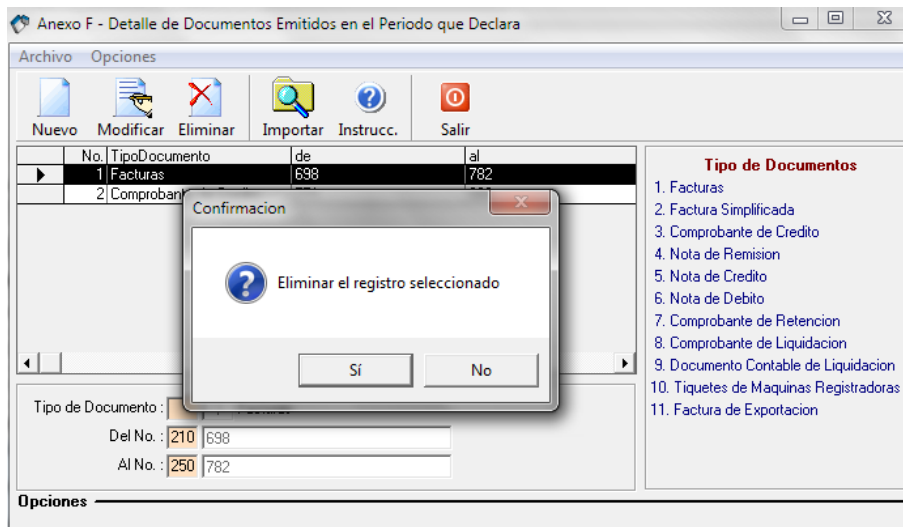 Anexo F - Detalle de Documentos Emitidos en el Periodo que Declara
Archivo Opciones
Nuevo Modificar Eliminar Importar Instrucc. Salir
No. TipoDocumento de al
1 Facturas 698 782
2
Confirmacion
Eliminar el registro seleccionado
Sí No
Tipo de Documento :
Del No. : 210 698
Al No. : 250 782
Opciones
Tipo de Documentos
1. Facturas
2. Factura Simplificada
3. Comprobante de Credito
4. Nota de Remision
5. Nota de Credito
6. Nota de Debito
7. Comprobante de Retencion
8. Comprobante de Liquidacion
9. Documento Contable de Liquidacion
10. Tiquetes de Maquinas Registradoras
11. Factura de Exportacion